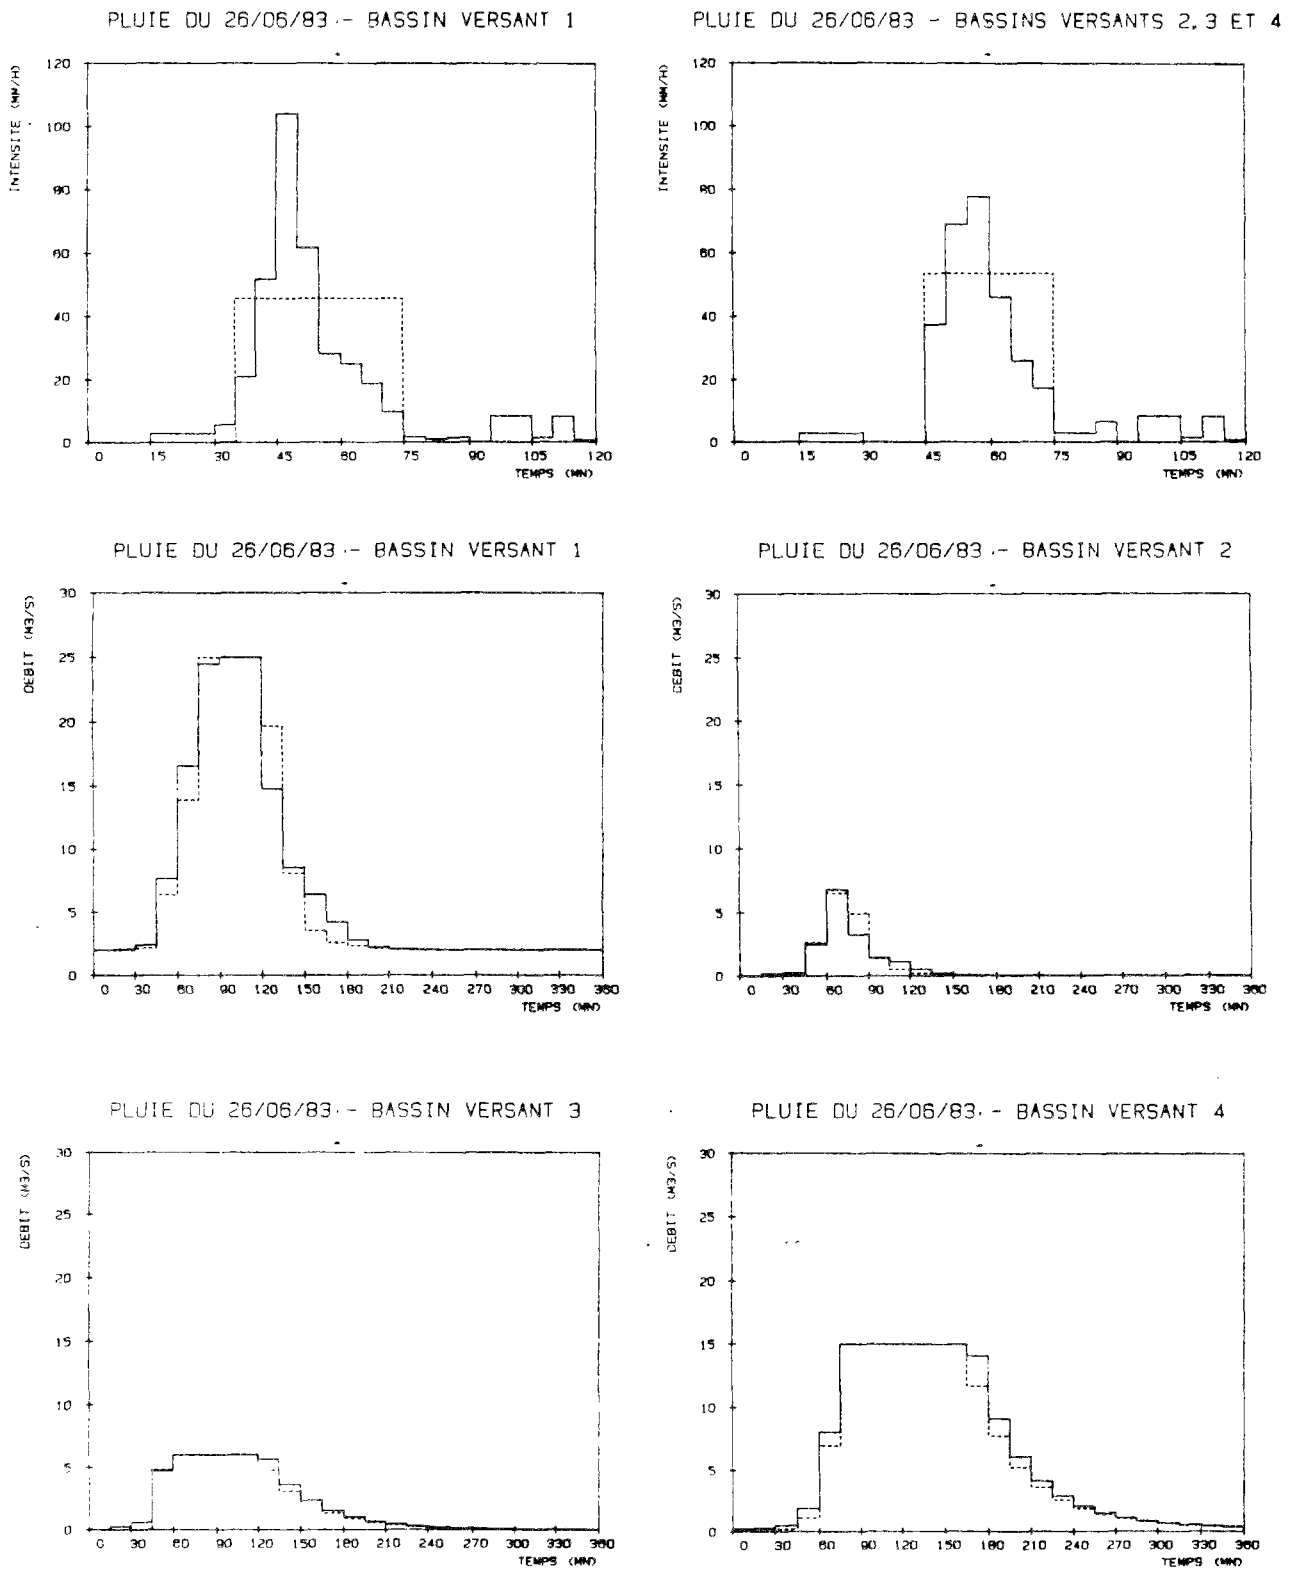 PLUIE DU 26/06/83 - BASSIN VERSANT 1
INTENSITE (MM/H)
120
100
80
60
40
20
0
0 15 30 45 60 75 90 105 120
TEMPS (MN)
PLUIE DU 26/06/83 - BASSINS VERSANTS 2,3 ET 4
INTENSITE (MM/H)
120
100
80
60
40
20
0
0 15 30 45 60 75 90 105 120
TEMPS (MN)
PLUIE DU 26/06/83 - BASSIN VERSANT 1
DEBIT (M3/S)
30
25
20
15
10
5
0
0 30 60 90 120 150 180 210 240 270 300 330 360
TEMPS (MN)
PLUIE DU 26/06/83 - BASSIN VERSANT 2
DEBIT (M3/S)
30
25
20
15
10
5
0
0 30 60 90 120 150 180 210 240 270 300 330 360
TEMPS (MN)
PLUIE DU 26/06/83 - BASSIN VERSANT 3
DEBIT (M3/S)
30
25
20
15
10
5
0
0 30 60 90 120 150 180 210 240 270 300 330 360
TEMPS (MN)
PLUIE DU 26/06/83 - BASSIN VERSANT 4
DEBIT (M3/S)
30
25
20
15
10
5
0
0 30 60 90 120 150 180 210 240 270 300 330 360
TEMPS (MN)